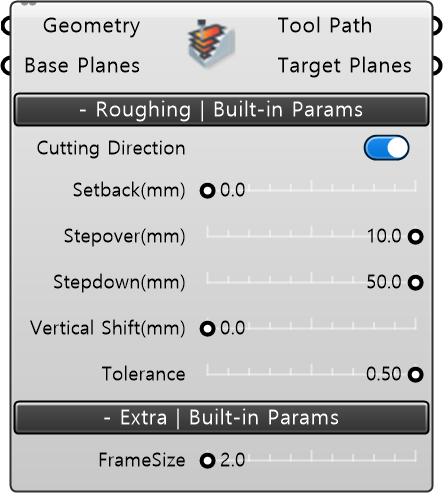 Geometry Tool Path
Base Planes Target Planes
- Roughing | Built-in Params
Cutting Direction
Setback(mm) 0.0
Stepover(mm) 10.0
Stepdown(mm) 50.0
Vertical Shift(mm) 0.0
Tolerance 0.50
- Extra | Built-in Params
FrameSize 2.0